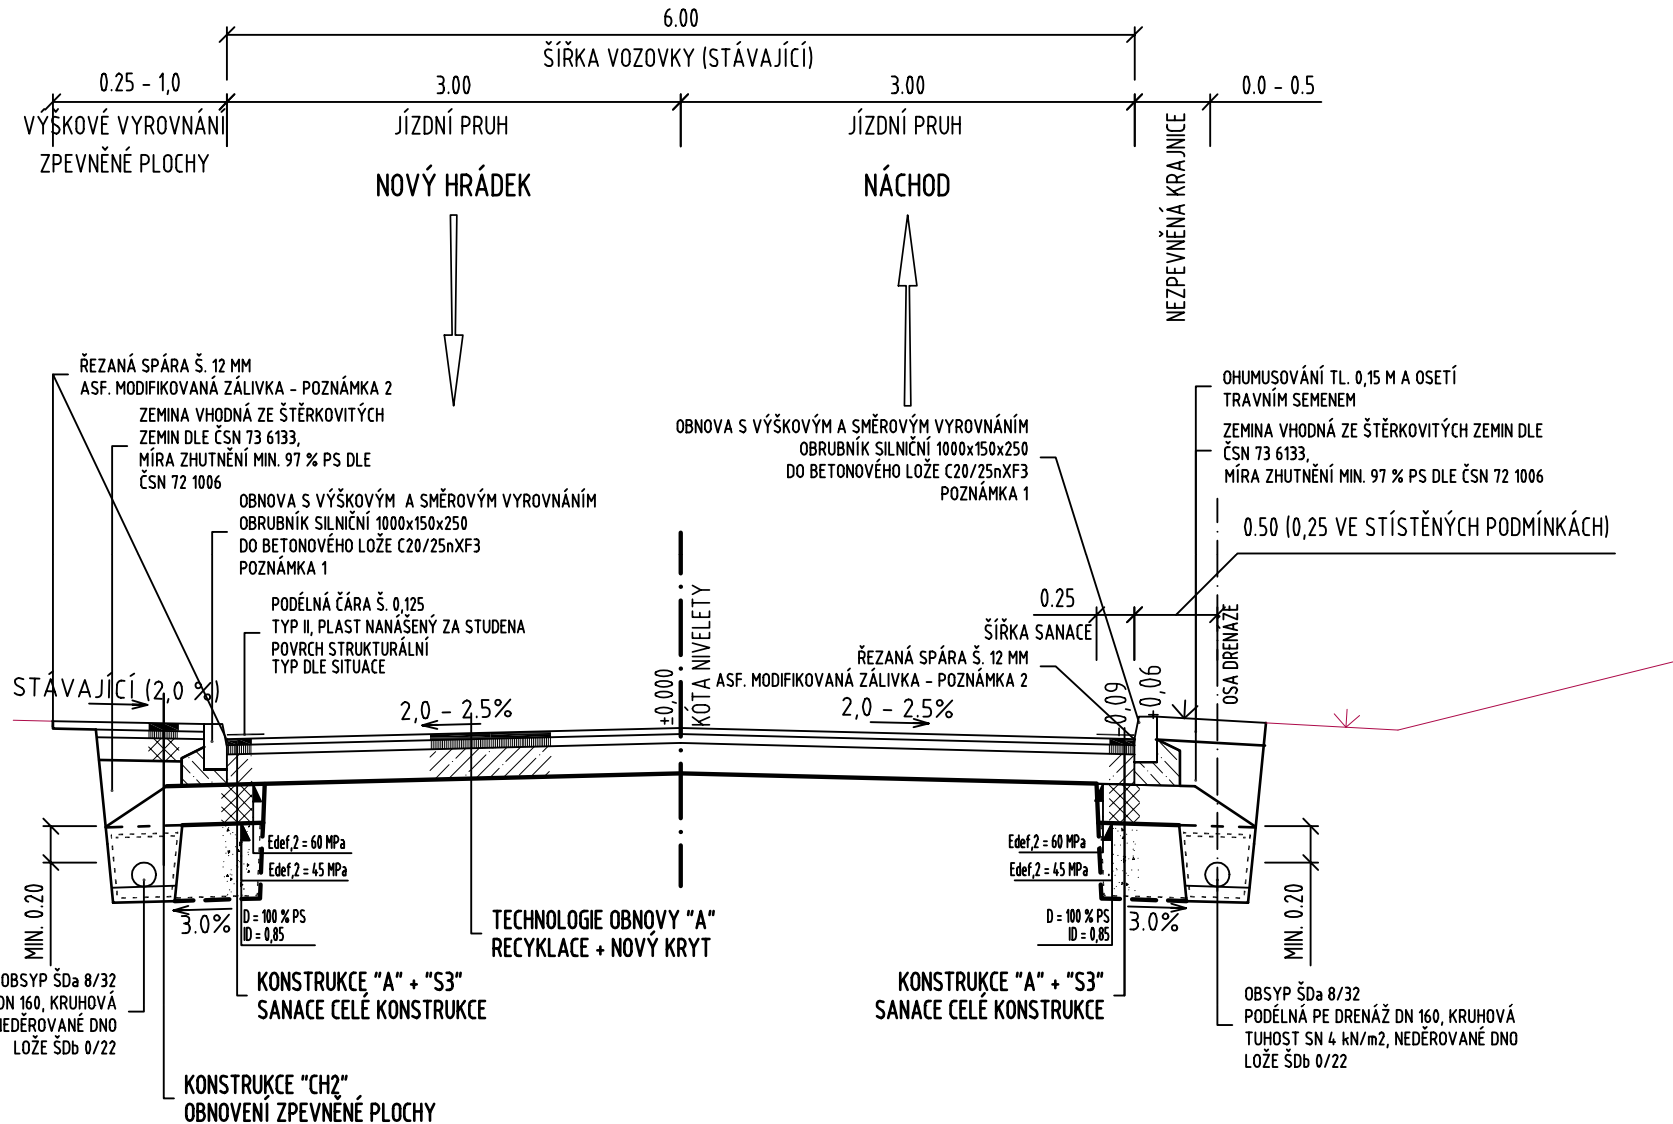 6.00
ŠÍŘKA VOZOVKY (STÁVAJÍCÍ)
0.25 - 1,0
3.00
3.00
0.0 - 0.5
VÝŠKOVÉ VYROVNÁNÍ
ZPEVNĚNÉ PLOCHY
JÍZDNÍ PRUH
JÍZDNÍ PRUH
NEZPEVNĚNÁ KRAJNICE
NOVÝ HRÁDEK
NÁCHOD
ŘEZANÁ SPÁRA Š. 12 MM
ASF. MODIFIKOVANÁ ZÁLIVKA - POZNÁMKA 2
ZEMINA VHODNÁ ZE ŠTĚRKOVITÝCH
ZEMIN DLE ČSN 73 6133,
MÍRA ZHUTNĚNÍ MIN. 97 % PS DLE
ČSN 72 1006
OBNOVA S VÝŠKOVÝM A SMĚROVÝM VYROVNÁNÍM
OBRUBNÍK SILNIČNÍ 1000x150x250
DO BETONOVÉHO LOŽE C20/25nXF3
POZNÁMKA 1
PODÉLNÁ ČÁRA Š. 0,125
TYP II, PLAST NANÁŠENÝ ZA STUDENA
POVRCH STRUKTURÁLNÍ
TYP DLE SITUACE
OBNOVA S VÝŠKOVÝM A SMĚROVÝM VYROVNÁNÍM
OBRUBNÍK SILNIČNÍ 1000x150x250
DO BETONOVÉHO LOŽE C20/25nXF3
POZNÁMKA 1
OHUMUSOVÁNÍ TL. 0,15 M A OSETÍ
TRAVNÍM SEMENEM
ZEMINA VHODNÁ ZE ŠTĚRKOVITÝCH ZEMIN DLE
ČSN 73 6133,
MÍRA ZHUTNĚNÍ MIN. 97 % PS DLE ČSN 72 1006
0.50 (0,25 VE STÍSTĚNÝCH PODMÍNKÁCH)
0.25
ŠÍŘKA SANACE
ŘEZANÁ SPÁRA Š. 12 MM
ASF. MODIFIKOVANÁ ZÁLIVKA - POZNÁMKA 2
STÁVAJÍCÍ (2,0 %)
2,0 - 2.5%
±0,000
KÓTA NIVELETY
2,0 - 2.5%
-0,09
+0,06
OSA DRENÁŽE
Edef,2 = 60 MPa
Edef,2 = 45 MPa
D = 100 % PS
ID = 0,85
3.0%
MIN. 0.20
Edef,2 = 60 MPa
Edef,2 = 45 MPa
D = 100 % PS
ID = 0,85
3.0%
MIN. 0.20
TECHNOLOGIE OBNOVY "A"
RECYKLACE + NOVÝ KRYT
KONSTRUKCE "A" + "S3"
SANACE CELÉ KONSTRUKCE
KONSTRUKCE "A" + "S3"
SANACE CELÉ KONSTRUKCE
OBSYP ŠDa 8/32
DN 160, KRUHOVÁ
NEDĚROVANÉ DNO
LOŽE ŠDb 0/22
OBSYP ŠDa 8/32
PODÉLNÁ PE DRENÁŽ DN 160, KRUHOVÁ
TUHOST SN 4 kN/m2, NEDĚROVANÉ DNO
LOŽE ŠDb 0/22
KONSTRUKCE "CH2"
OBNOVENÍ ZPEVNĚNÉ PLOCHY